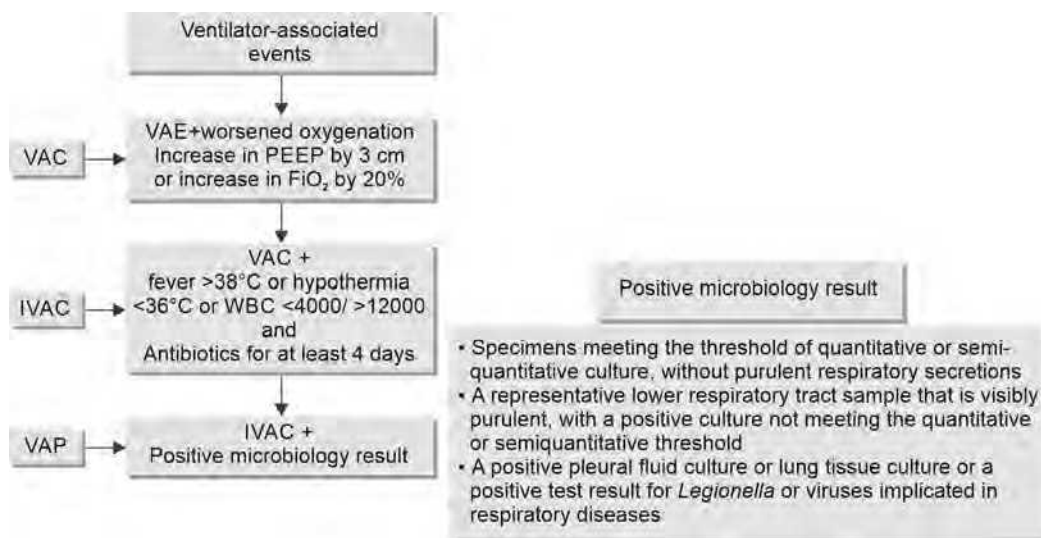 Ventilator-associated
events
VAC
VAE+worsened oxygenation
Increase in PEEP by 3 cm
or increase in FiO₂ by 20%
IVAC
VAC +
fever >38°C or hypothermia
<36°C or WBC <4000/ >12000
and
Antibiotics for at least 4 days
VAP
IVAC +
Positive microbiology result
Positive microbiology result
• Specimens meeting the threshold of quantitative or semi-
quantitative culture, without purulent respiratory secretions
• A representative lower respiratory tract sample that is visibly
purulent, with a positive culture not meeting the quantitative
or semiquantitative threshold
• A positive pleural fluid culture or lung tissue culture or a
positive test result for Legionella or viruses implicated in
respiratory diseases